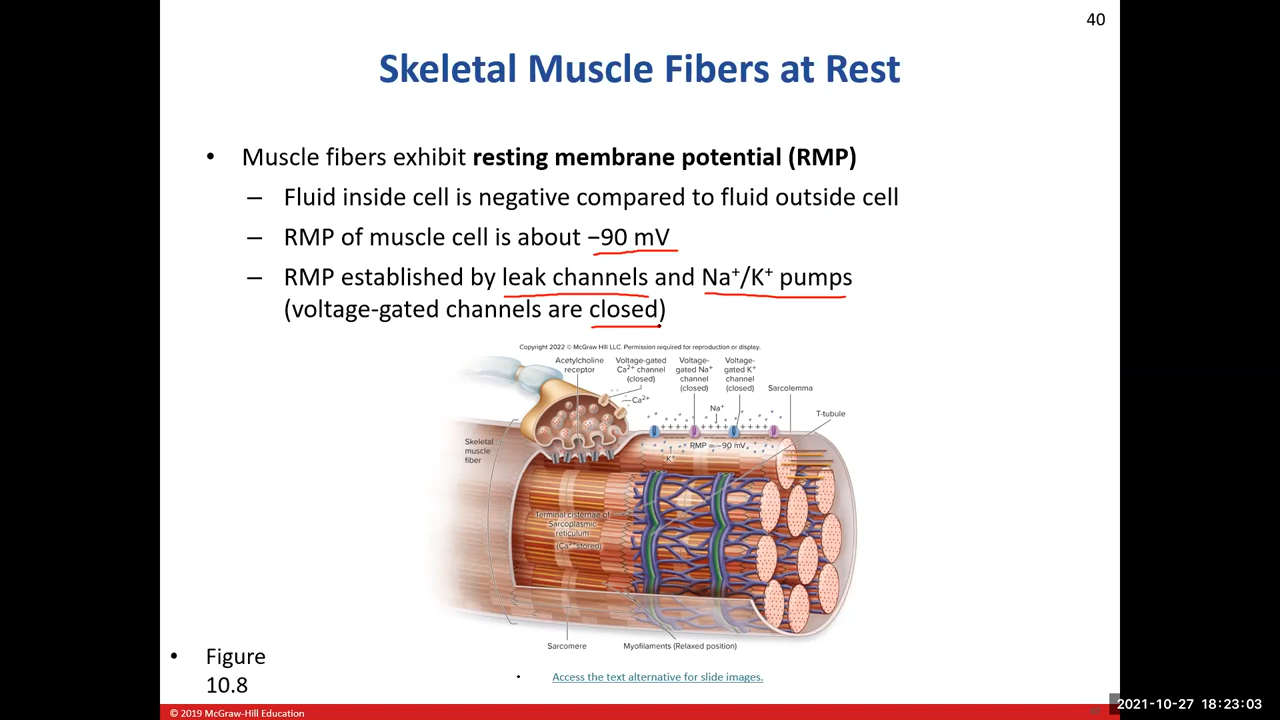 40
Skeletal Muscle Fibers at Rest
• Muscle fibers exhibit resting membrane potential (RMP)
– Fluid inside cell is negative compared to fluid outside cell
– RMP of muscle cell is about −90 mV
– RMP established by leak channels and Na⁺/K⁺ pumps
(voltage-gated channels are closed)
Copyright 2022 © McGraw Hill LLC. Permission required for reproduction or display.
Acetylcholine
receptor
Voltage-gated
Ca²⁺ channel
(closed)
Voltage-
gated Na⁺
channel
(closed)
Voltage-
gated K⁺
channel
(closed)
Sarcolemma
Ca²⁺
Na⁺
T-tubule
Skeletal
muscle
fiber
RMP = −90 mV
K⁺
Terminal cisternae of
Sarcoplasmic
reticulum
(Ca²⁺ stored)
Sarcomere
Myofilaments (Relaxed position)
• Figure
10.8
• Access the text alternative for slide images.
© 2019 McGraw-Hill Education
2021-10-27 18:23:03